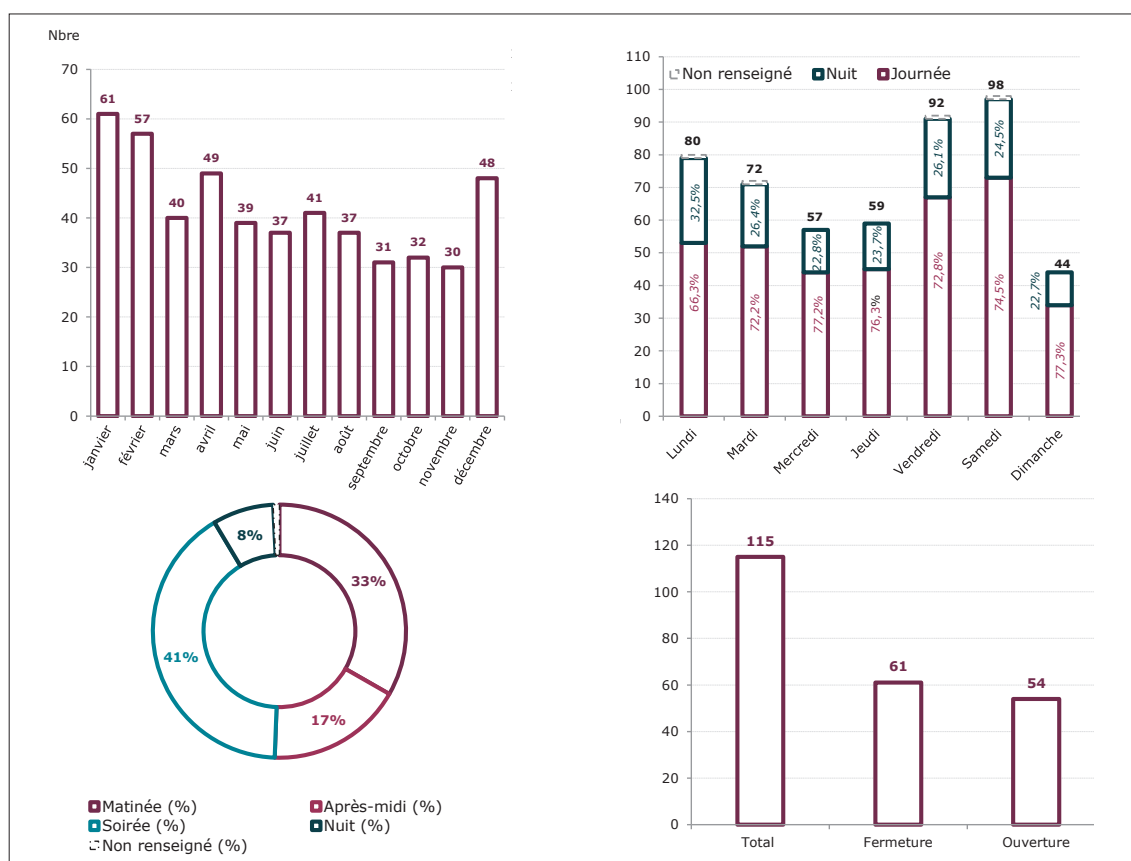 Nbre
70
60
50
40
30
20
10
0
61
57
40
49
39
37
41
37
31
32
30
48
janvier
février
mars
avril
mai
juin
juillet
août
septembre
octobre
novembre
décembre
110
100
90
80
70
60
50
40
30
20
10
0
Non renseigné Nuit Journée
80
72
57
59
92
98
44
32,5%
26,4%
22,8%
23,7%
26,1%
24,5%
22,7%
66,3%
72,2%
77,2%
76,3%
72,8%
74,5%
77,3%
Lundi
Mardi
Mercredi
Jeudi
Vendredi
Samedi
Dimanche
8%
33%
41%
17%
Matinée (%) Après-midi (%)
Soirée (%) Nuit (%)
Non renseigné (%)
140
120
100
80
60
40
20
0
115
61
54
Total Fermeture Ouverture